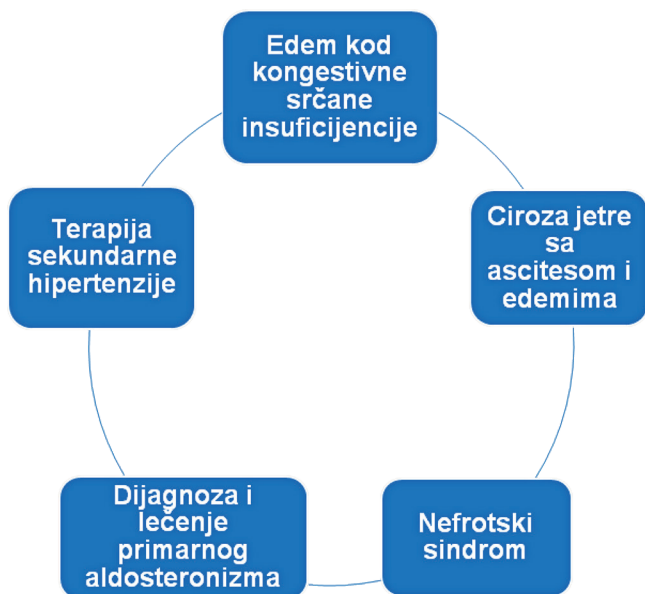 Edem kod
kongestivne
srčane
insuficijencije
Ciroza jetre
sa
ascitesom i
edemima
Nefrotski
sindrom
Dijagnoza i
lečenje
primarnog
aldosteronizma
Terapija
sekundarne
hipertenzije